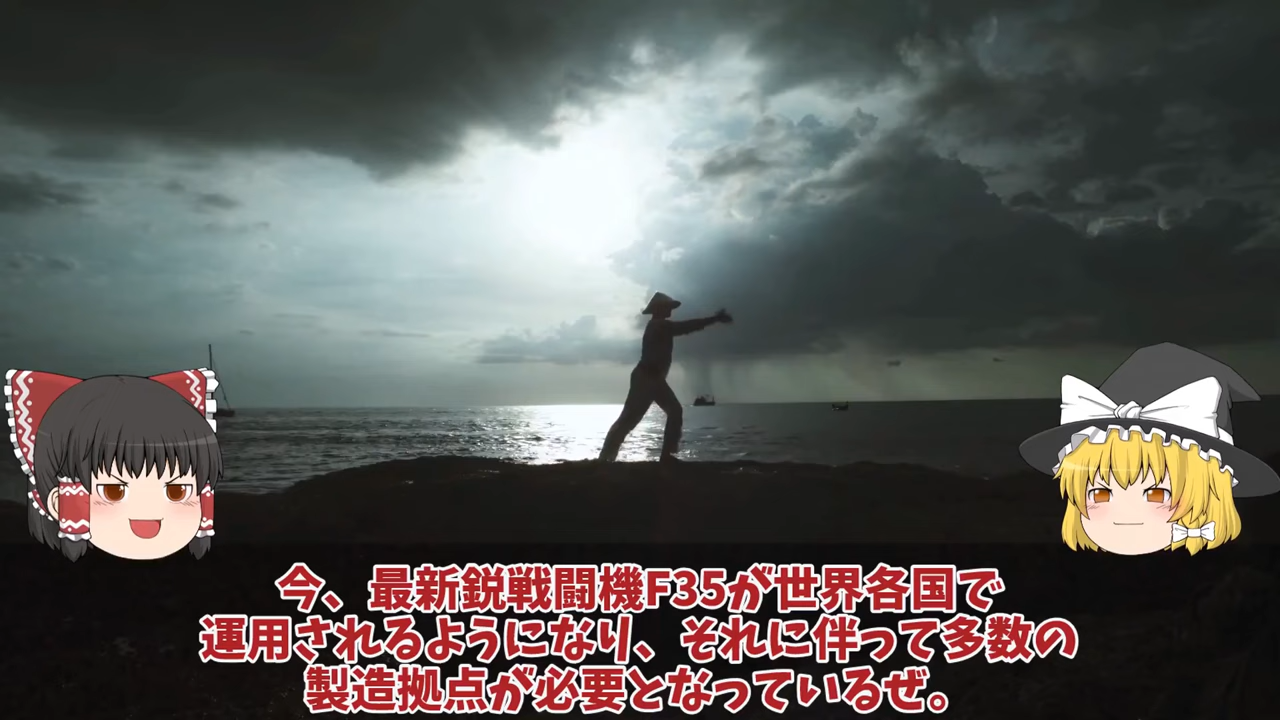 今、最新鋭戦闘機F35が世界各国で
運用されるようになり、それに伴って多数の
製造拠点が必要となっているぜ。